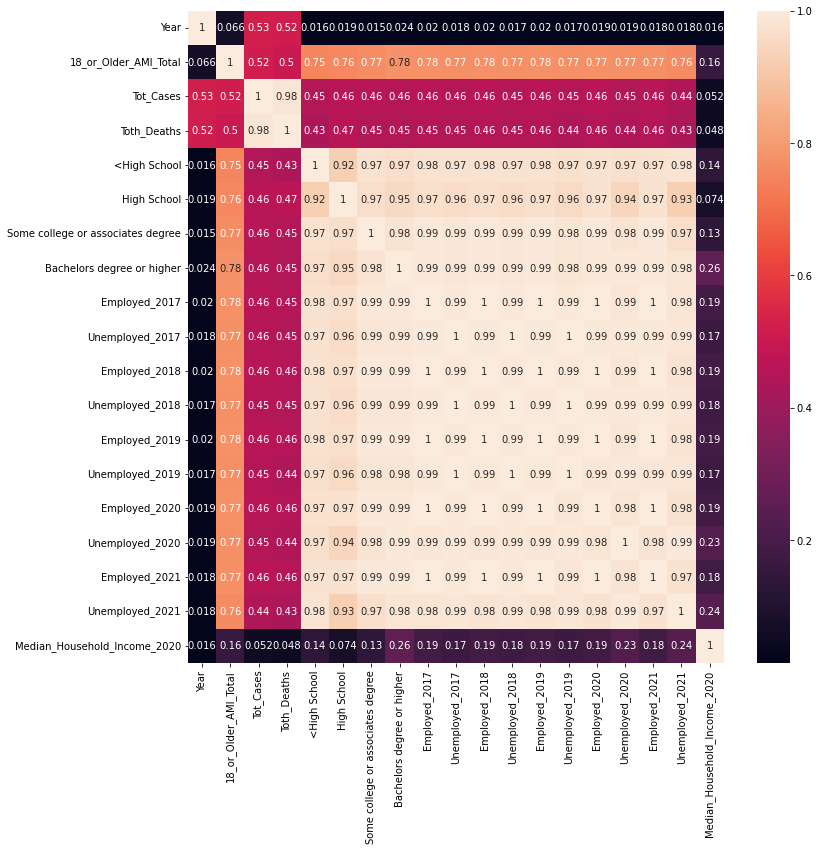 Year 1 0.066 0.53 0.52 0.016 0.019 0.015 0.024 0.02 0.018 0.02 0.017 0.02 0.017 0.019 0.019 0.018 0.018 0.016
18_or_Older_AMI_Total 0.066 1 0.52 0.5 0.75 0.76 0.77 0.78 0.78 0.77 0.78 0.77 0.78 0.77 0.77 0.77 0.77 0.76 0.16
Tot_Cases 0.53 0.52 1 0.98 0.45 0.46 0.46 0.46 0.46 0.46 0.46 0.45 0.46 0.45 0.46 0.45 0.46 0.44 0.052
Toth_Deaths 0.52 0.5 0.98 1 0.43 0.47 0.45 0.45 0.45 0.45 0.46 0.45 0.46 0.44 0.46 0.44 0.46 0.43 0.048
<High School 0.016 0.75 0.45 0.43 1 0.92 0.97 0.97 0.98 0.97 0.98 0.97 0.98 0.97 0.97 0.97 0.97 0.98 0.14
High School 0.019 0.76 0.46 0.47 0.92 1 0.97 0.95 0.97 0.96 0.97 0.96 0.97 0.96 0.97 0.94 0.97 0.93 0.074
Some college or associates degree 0.015 0.77 0.46 0.45 0.97 0.97 1 0.98 0.99 0.99 0.99 0.99 0.99 0.98 0.99 0.98 0.99 0.97 0.13
Bachelors degree or higher 0.024 0.78 0.46 0.45 0.97 0.95 0.98 1 0.99 0.99 0.99 0.99 0.99 0.98 0.99 0.99 0.99 0.98 0.26
Employed_2017 0.02 0.78 0.46 0.45 0.98 0.97 0.99 0.99 1 0.99 1 0.99 1 0.99 1 0.99 1 0.98 0.19
Unemployed_2017 0.018 0.77 0.46 0.45 0.97 0.96 0.99 0.99 0.99 1 0.99 1 0.99 1 0.99 0.99 0.99 0.99 0.17
Employed_2018 0.02 0.78 0.46 0.46 0.98 0.97 0.99 0.99 1 0.99 1 0.99 1 0.99 1 0.99 1 0.98 0.19
Unemployed_2018 0.017 0.77 0.45 0.45 0.97 0.96 0.99 0.99 0.99 1 0.99 1 0.99 1 0.99 0.99 0.99 0.99 0.18
Employed_2019 0.02 0.78 0.46 0.46 0.98 0.97 0.99 0.99 1 0.99 1 0.99 1 0.99 1 0.99 1 0.98 0.19
Unemployed_2019 0.017 0.77 0.45 0.44 0.97 0.96 0.98 0.98 0.99 1 0.99 1 0.99 1 0.99 0.99 0.99 0.99 0.17
Employed_2020 0.019 0.77 0.46 0.46 0.97 0.97 0.99 0.99 1 0.99 1 0.99 1 0.99 1 0.98 1 0.98 0.19
Unemployed_2020 0.019 0.77 0.45 0.44 0.97 0.94 0.98 0.99 0.99 0.99 0.99 0.99 0.99 0.99 0.98 1 0.98 0.99 0.23
Employed_2021 0.018 0.77 0.46 0.46 0.97 0.97 0.99 0.99 1 0.99 1 0.99 1 0.99 1 0.98 1 0.97 0.18
Unemployed_2021 0.018 0.76 0.44 0.43 0.98 0.93 0.97 0.98 0.98 0.99 0.98 0.99 0.98 0.99 0.98 0.99 0.97 1 0.24
Median_Household_Income_2020 0.016 0.16 0.052 0.048 0.14 0.074 0.13 0.26 0.19 0.17 0.19 0.18 0.19 0.17 0.19 0.23 0.18 0.24 1
Year
18_or_Older_AMI_Total
Tot_Cases
Toth_Deaths
<High School
High School
Some college or associates degree
Bachelors degree or higher
Employed_2017
Unemployed_2017
Employed_2018
Unemployed_2018
Employed_2019
Unemployed_2019
Employed_2020
Unemployed_2020
Employed_2021
Unemployed_2021
Median_Household_Income_2020
1.0
0.8
0.6
0.4
0.2